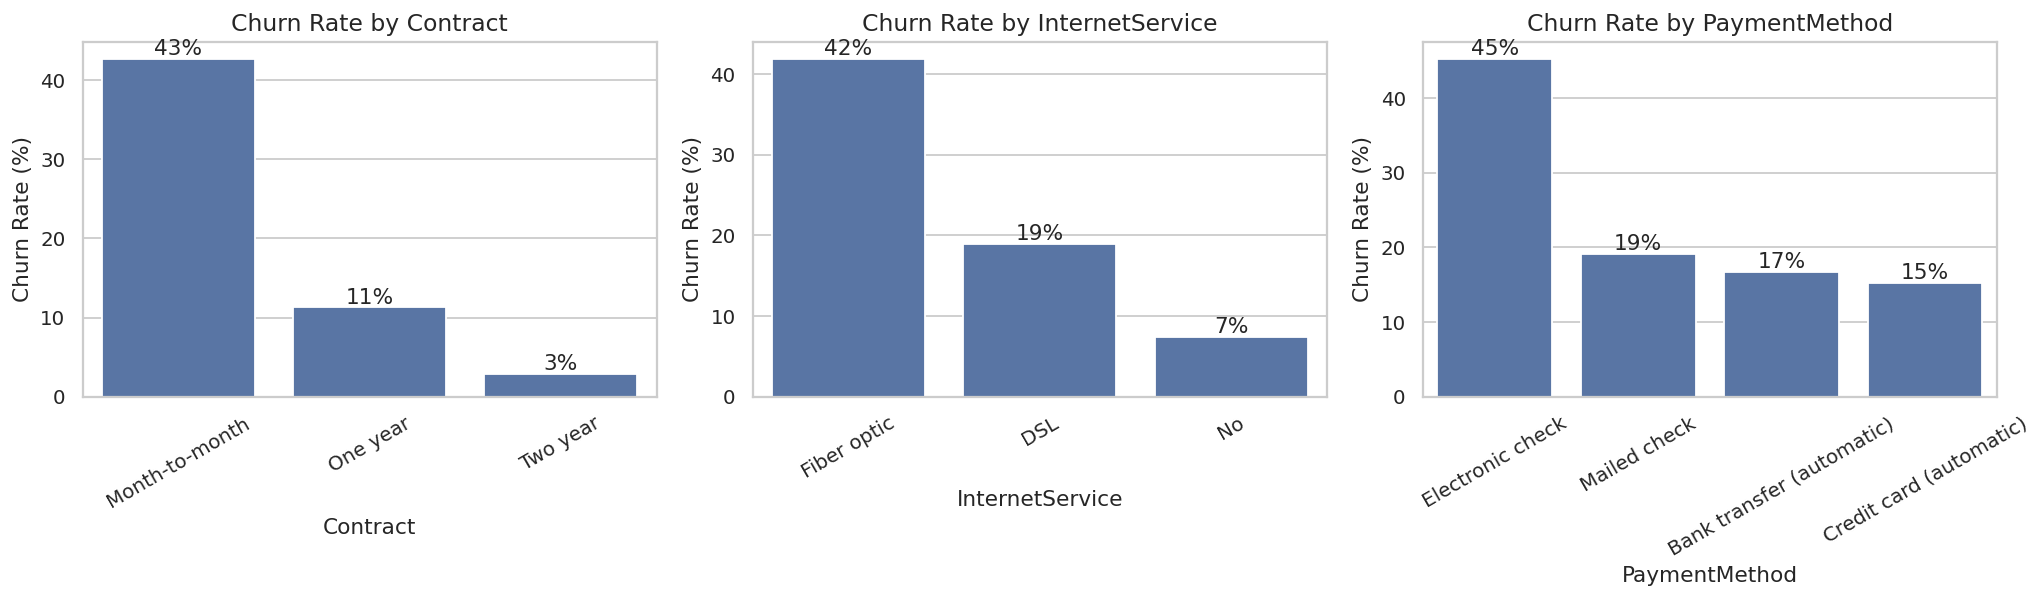 Churn Rate by Contract
Churn Rate (%)
40
30
20
10
0
43%
11%
3%
Month-to-month
One year
Two year
Contract
Churn Rate by InternetService
Churn Rate (%)
40
30
20
10
0
42%
19%
7%
Fiber optic
DSL
No
InternetService
Churn Rate by PaymentMethod
Churn Rate (%)
40
30
20
10
0
45%
19%
17%
15%
Electronic check
Mailed check
Bank transfer (automatic)
Credit card (automatic)
PaymentMethod